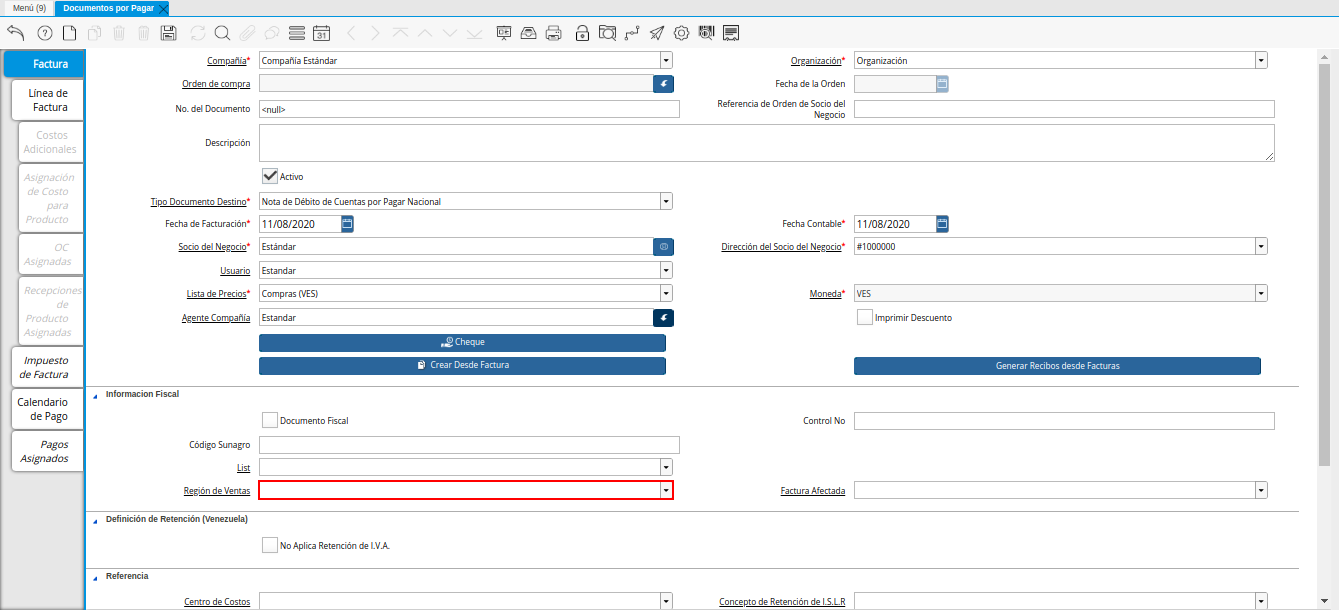 Menú (9)
Documentos por Pagar
31
Factura
Línea de
Factura
Costos
Adicionales
Asignación
de Costo
para
Producto
OC
Asignadas
Recepciones
de
Producto
Asignadas
Impuesto
de Factura
Calendario
de Pago
Pagos
Asignados
Compañía* Compañía Estándar Organización* Organización
Orden de compra Fecha de la Orden
No. del Documento <null> Referencia de Orden de Socio del
Negocio
Descripción
Activo
Tipo Documento Destino* Nota de Débito de Cuentas por Pagar Nacional
Fecha de Facturación* 11/08/2020 Fecha Contable* 11/08/2020
Socio del Negocio* Estándar Dirección del Socio del Negocio* #1000000
Usuario Estandar
Lista de Precios* Compras (VES) Moneda* VES
Agente Compañía Estandar Imprimir Descuento
Cheque
Crear Desde Factura Generar Recibos desde Facturas
Informacion Fiscal
Documento Fiscal Control No
Código Sunagro
List
Región de Ventas Factura Afectada
Definición de Retención (Venezuela)
No Aplica Retención de I.V.A.
Referencia
Centro de Costos Concepto de Retención de I.S.L.R